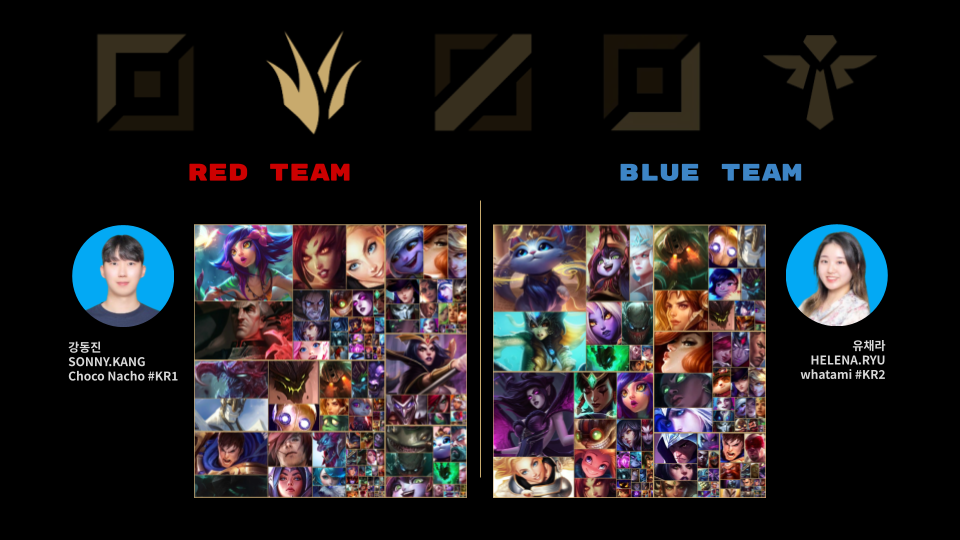 RED TEAM
BLUE TEAM
강동진
SONNY.KANG
Choco Nacho #KR1
유채라
HELENA.RYU
whatami #KR2